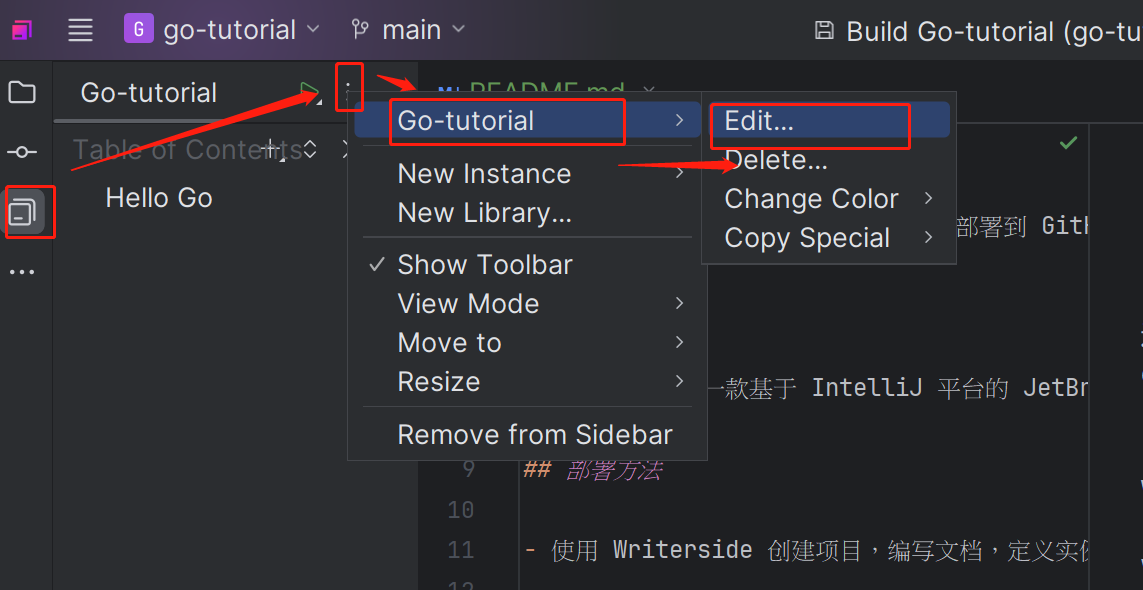 G go-tutorial main Build Go-tutorial (go-tu
Go-tutorial
README.md
Table of Contents
Hello Go
Go-tutorial
New Instance
New Library...
Show Toolbar
View Mode
Move to
Resize
Remove from Sidebar
Edit...
Delete...
Change Color
Copy Special
部署到 Gith
一款基于 IntelliJ 平台的 JetBr
9 ## 部署方法
10
11 - 使用 Writerside 创建项目，编写文档，定义实例
12